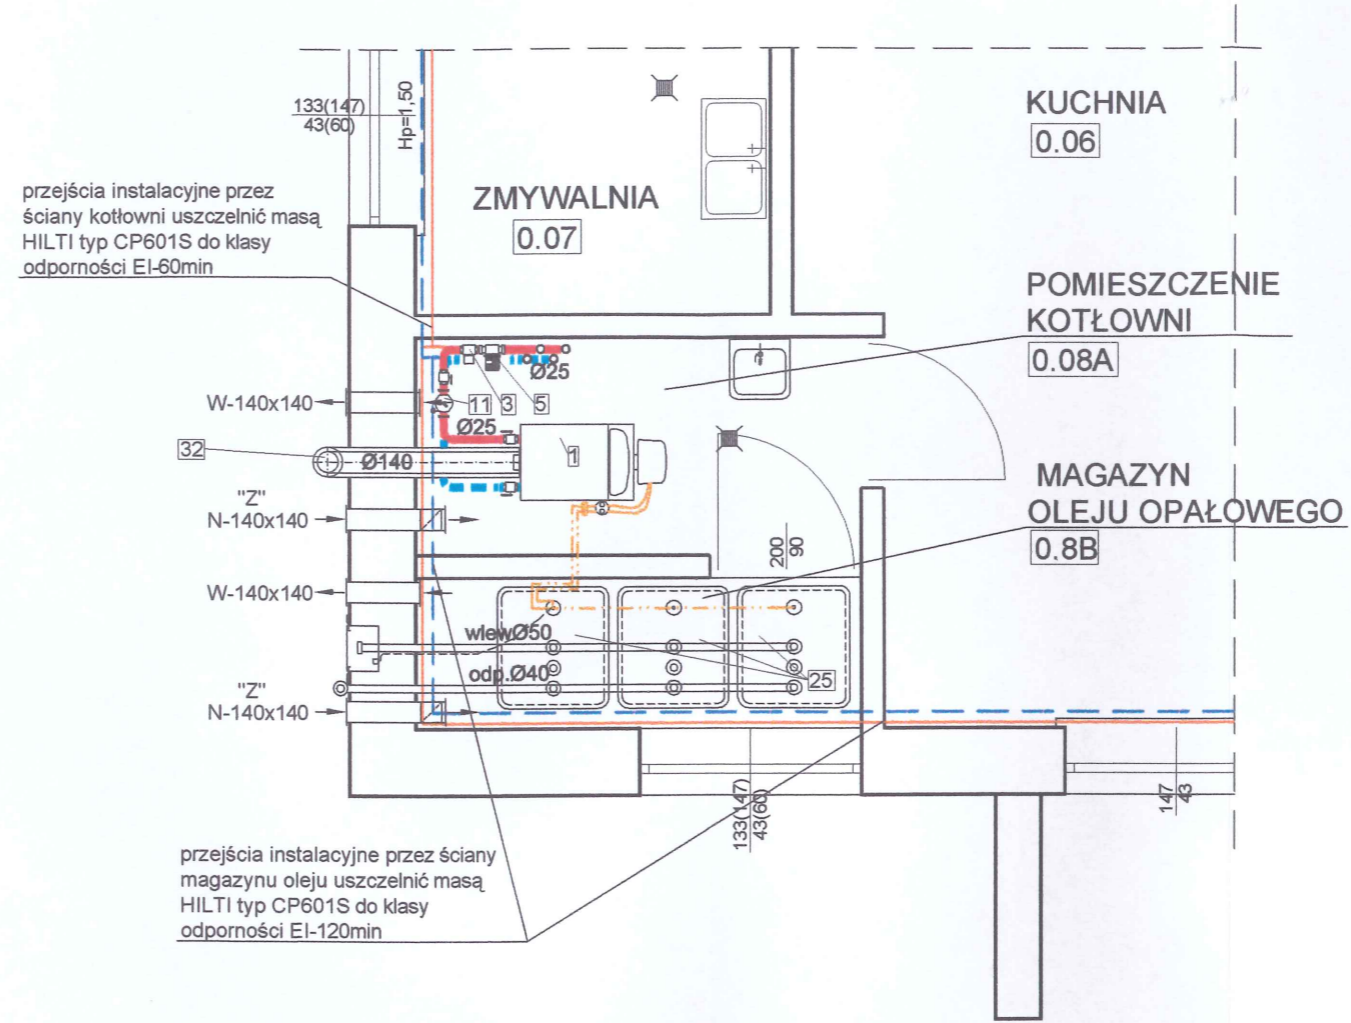 133(147)
43(60)
Hp=1,50
KUCHNIA
0.06
przejścia instalacyjne przez
ściany kotłowni uszczelnić masą
HILTI typ CP601S do klasy
odporności EI-60min
ZMYWALNIA
0.07
POMIESZCZENIE
KOTŁOWNI
0.08A
Ø25
W-140x140
11
3
5
Ø25
32
Ø140
1
MAGAZYN
OLEJU OPAŁOWEGO
0.8B
"Z"
N-140x140
200
90
W-140x140
wlewØ50
odp.Ø40
25
"Z"
N-140x140
133(147)
43(60)
147
43
przejścia instalacyjne przez ściany
magazynu oleju uszczelnić masą
HILTI typ CP601S do klasy
odporności EI-120min